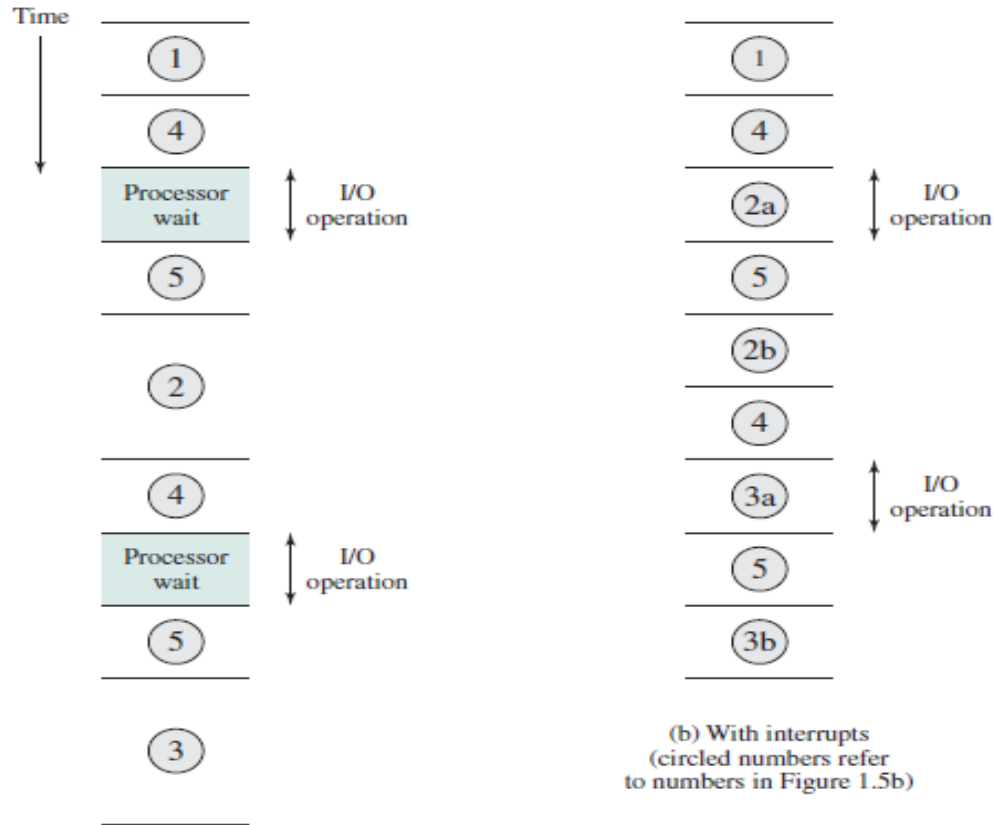 Time
1
4
Processor
wait
I/O
operation
5
2
4
Processor
wait
I/O
operation
5
3
1
4
2a
I/O
operation
5
2b
4
3a
I/O
operation
5
3b
(b) With interrupts
(circled numbers refer
to numbers in Figure 1.5b)